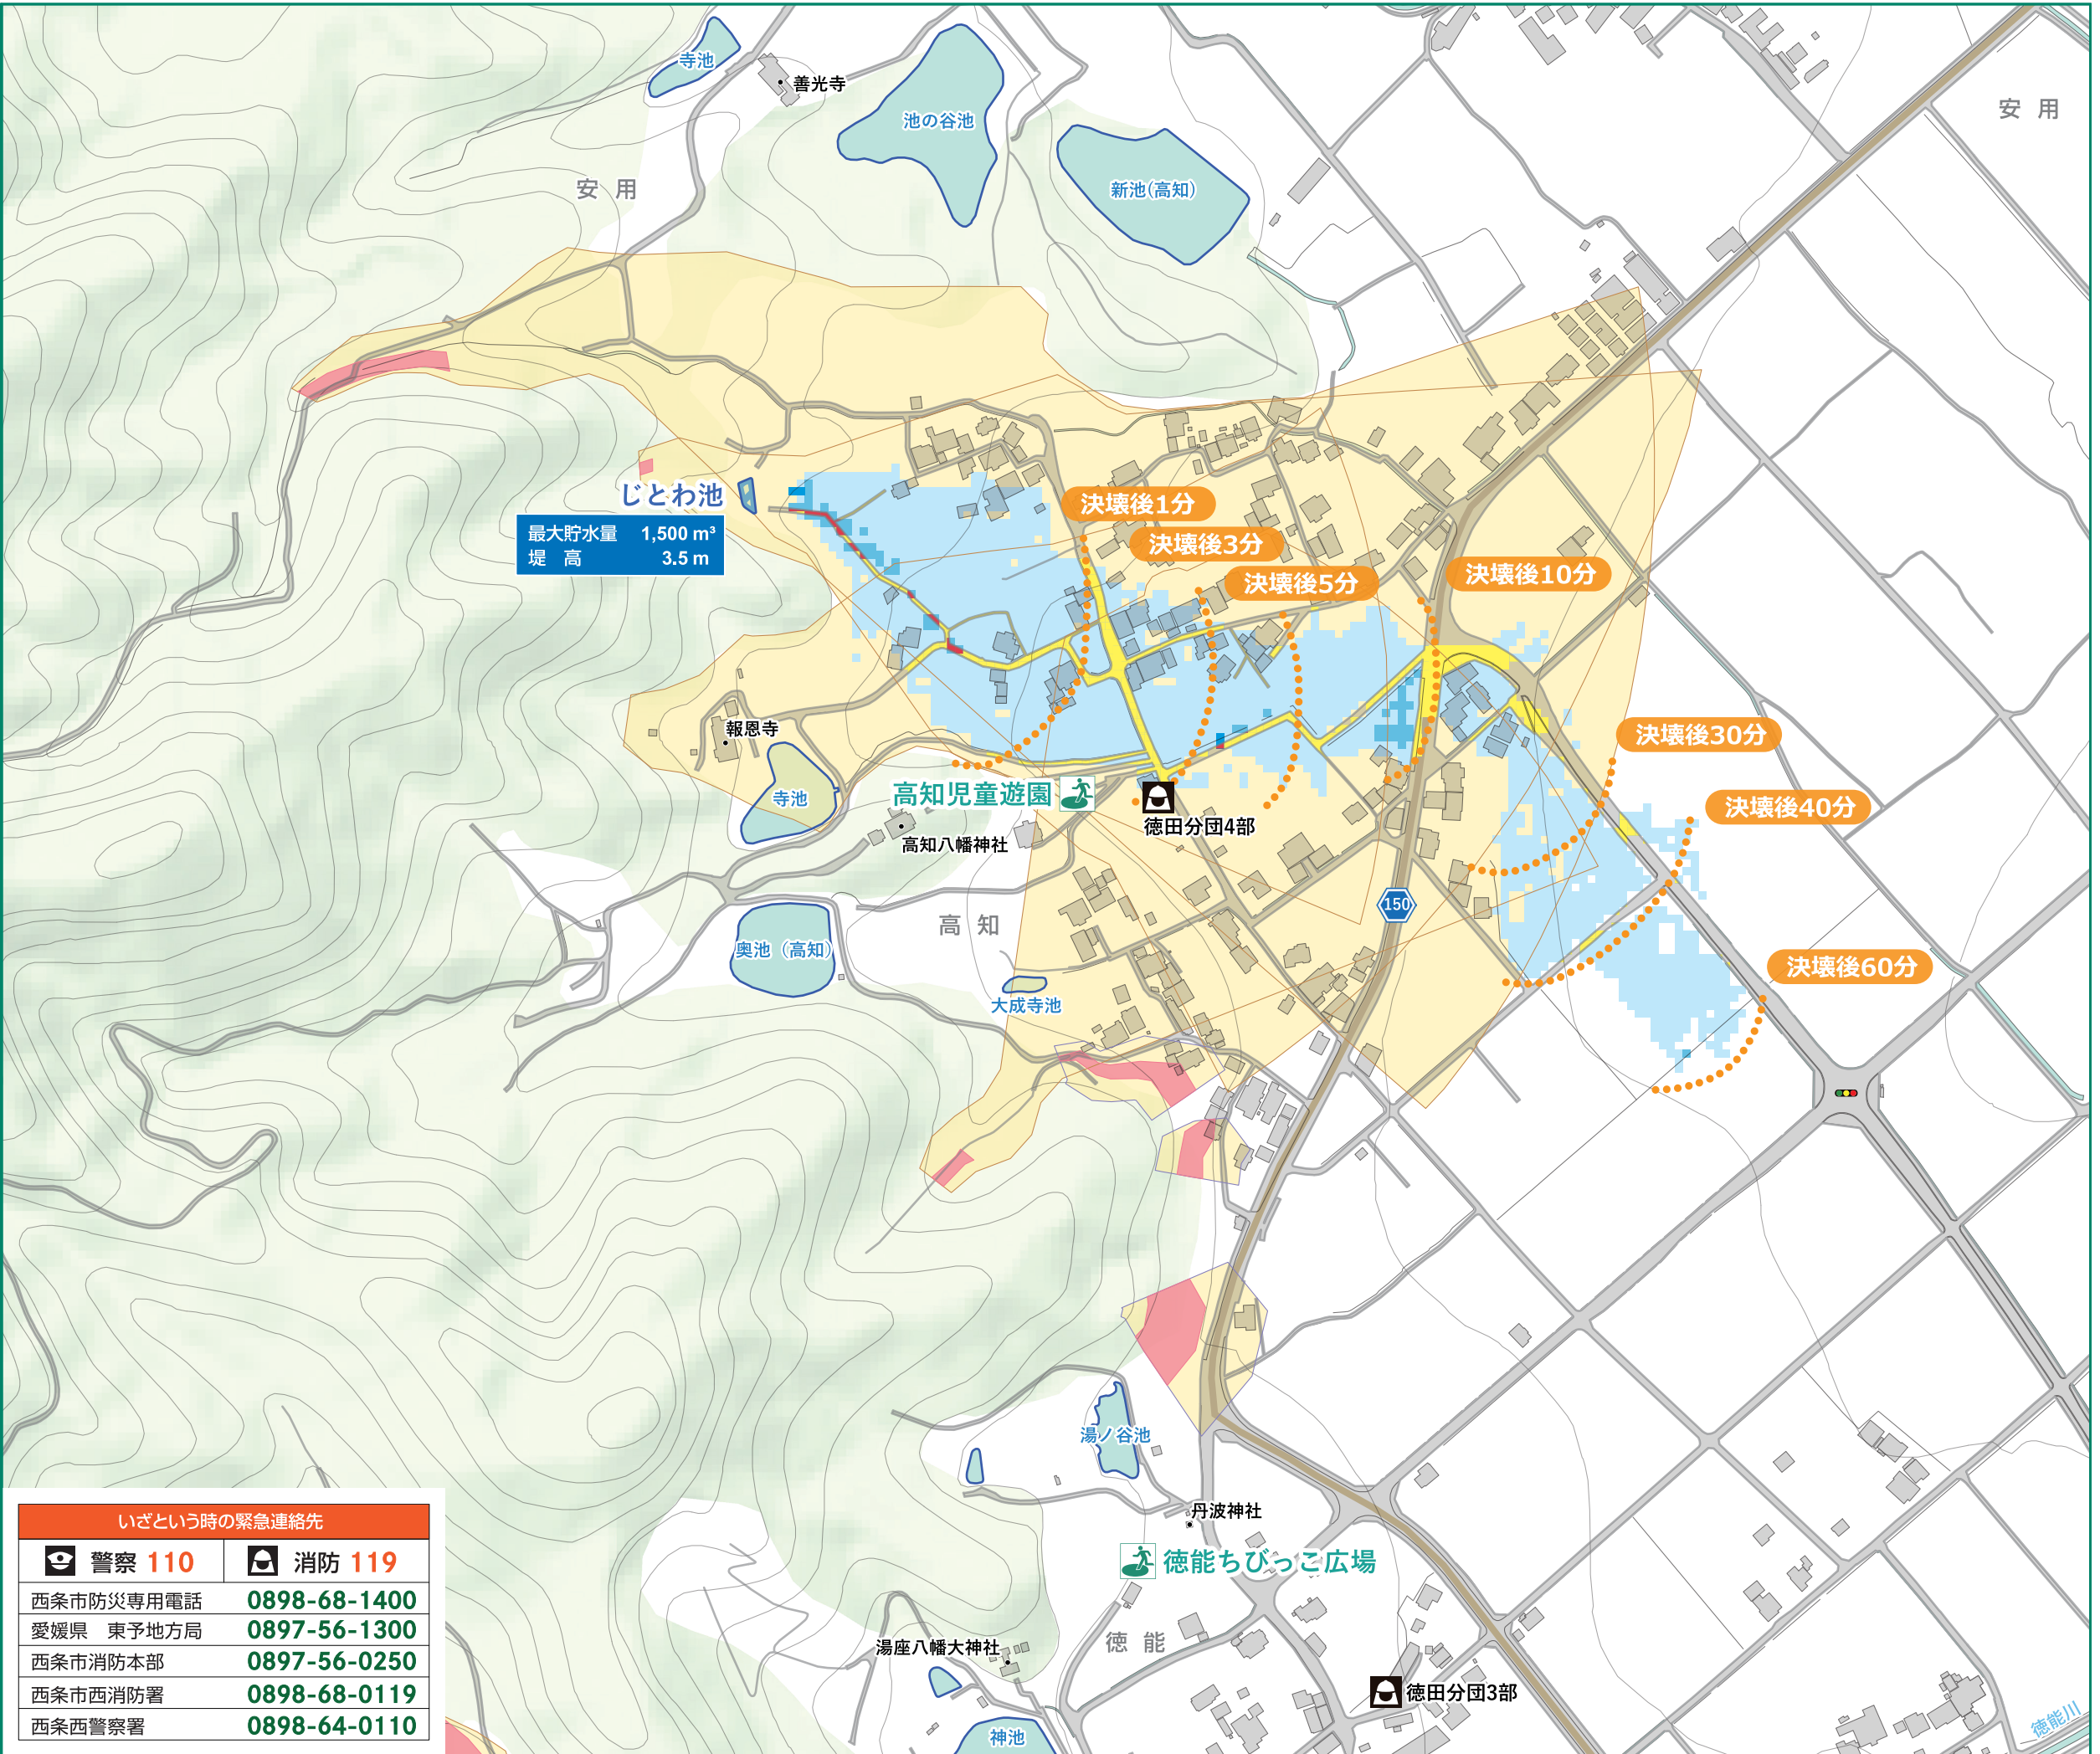 寺池
善光寺
池の谷池
安用
新池(高知)
安用
じとわ池
最大貯水量 1,500 m³
堤 高 3.5 m
決壊後1分
決壊後3分
決壊後5分
決壊後10分
決壊後30分
決壊後40分
決壊後60分
報恩寺
寺池
高知児童遊園
徳田分団4部
高知八幡神社
150
高知
奥池（高知）
大成寺池
湯ノ谷池
丹波神社
徳能ちびっこ広場
徳能
湯座八幡大神社
徳田分団3部
神池
徳能川
いざという時の緊急連絡先
警察 110 消防 119
西条市防災専用電話 0898-68-1400
愛媛県 東予地方局 0897-56-1300
西条市消防本部 0897-56-0250
西条市西消防署 0898-68-0119
西条西警察署 0898-64-0110